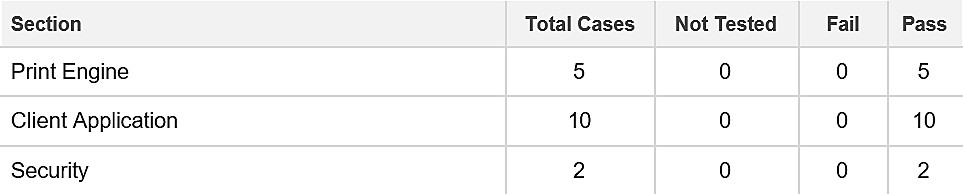 Section Total Cases Not Tested Fail Pass
Print Engine 5 0 0 5
Client Application 10 0 0 10
Security 2 0 0 2